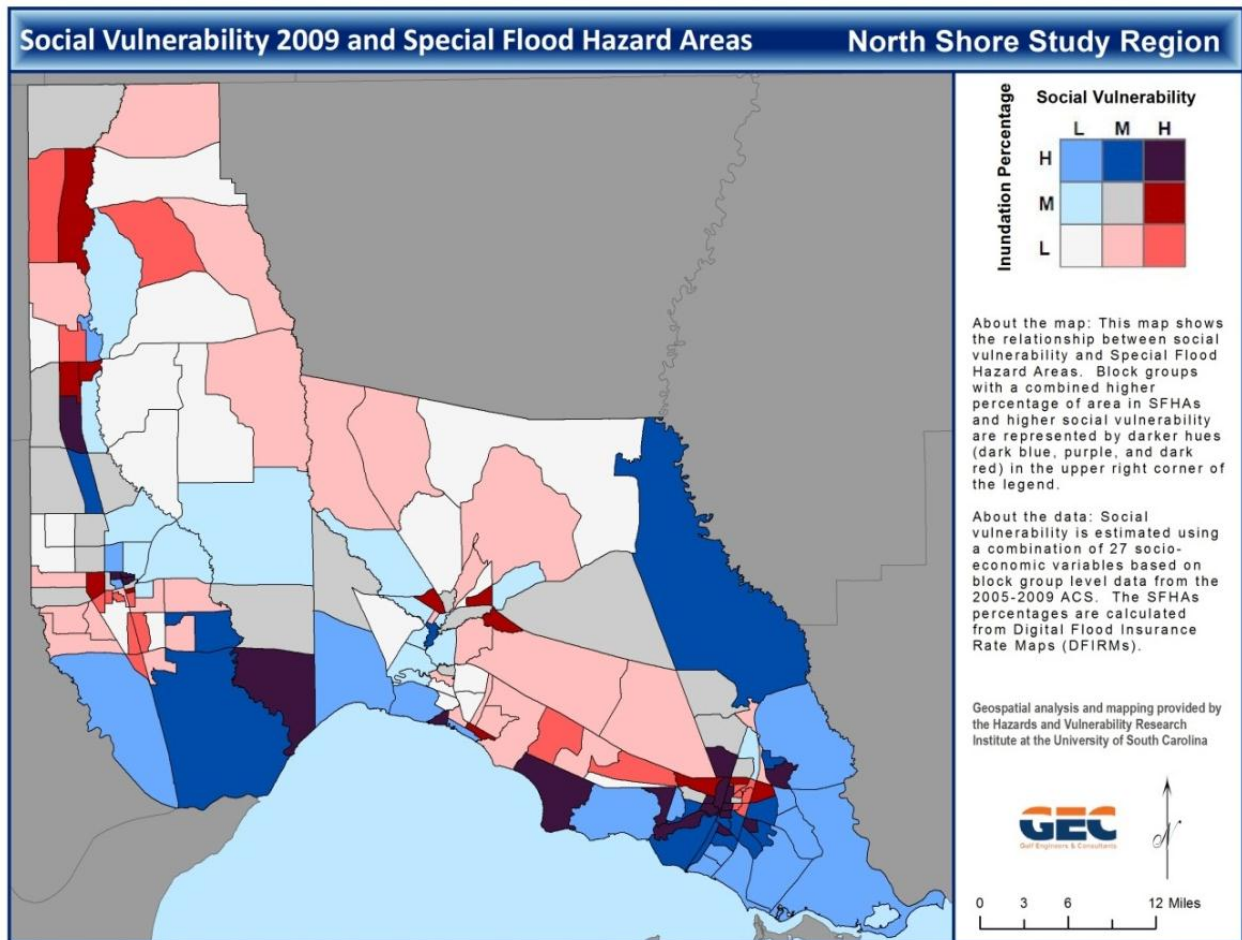 Social Vulnerability 2009 and Special Flood Hazard Areas
North Shore Study Region
Social Vulnerability
L M H
Inundation Percentage
H
M
L
About the map: This map shows
the relationship between social
vulnerability and Special Flood
Hazard Areas. Block groups
with a combined higher
percentage of area in SFHAs
and higher social vulnerability
are represented by darker hues
(dark blue, purple, and dark
red) in the upper right corner of
the legend.
About the data: Social
vulnerability is estimated using
a combination of 27 socio-
economic variables based on
block group level data from the
2005-2009 ACS. The SFHAs
percentages are calculated
from Digital Flood Insurance
Rate Maps (DFIRMs).
Geospatial analysis and mapping provided by
the Hazards and Vulnerability Research
Institute at the University of South Carolina
GEC
Gulf Engineers & Consultants
N
0 3 6 12 Miles